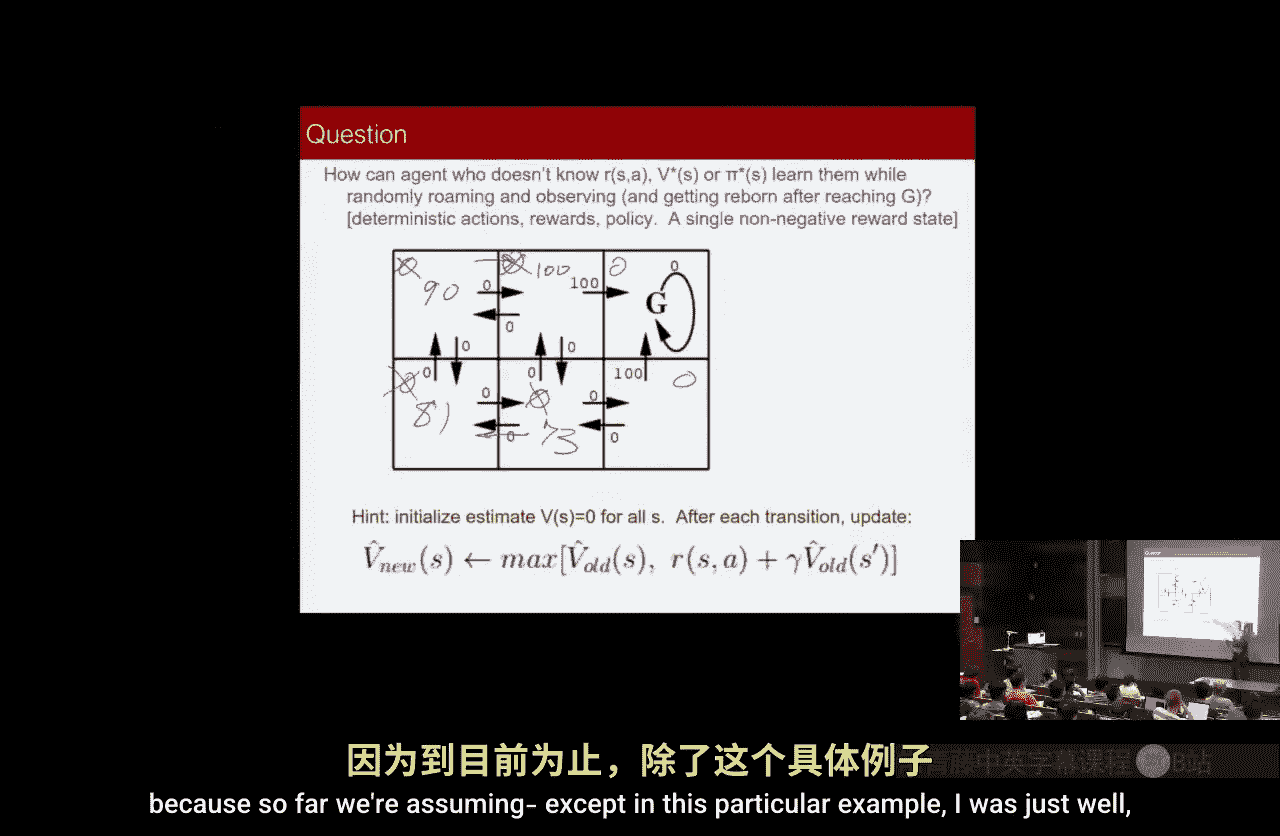 Question
How can agent who doesn't know r(s,a), V*(s) or π*(s) learn them while
randomly roaming and observing (and getting reborn after reaching G)?
[deterministic actions, rewards, policy. A single non-negative reward state]
0 100 0 0
90 0 100 G
0
0 0
0 0 100 0
0 0
81 0 73 0
Hint: initialize estimate V(s)=0 for all s. After each transition, update:
V̂new(s) ← max[V̂old(s), r(s,a) + γV̂old(s′)]
因为到目前为止，除了这个具体例子
because so far we're assuming- except in this particular example, I was just well,